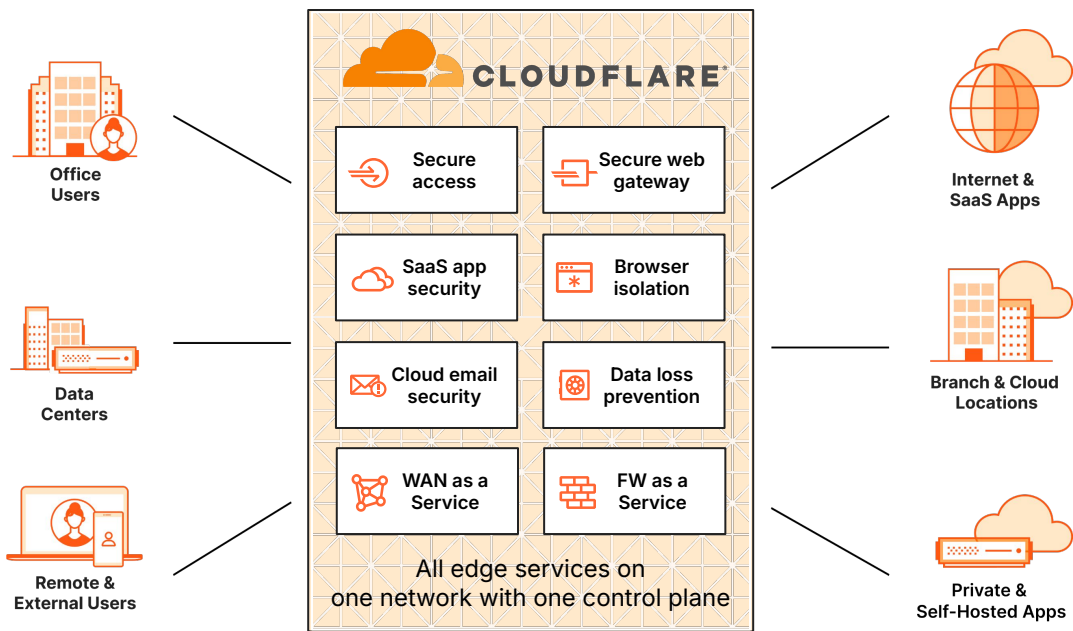 CLOUDFLARE®
Office
Users
Data
Centers
Remote &
External Users
Secure
access
Secure web
gateway
SaaS app
security
Browser
isolation
Cloud email
security
Data loss
prevention
WAN as a
Service
FW as a
Service
All edge services on
one network with one control plane
Internet &
SaaS Apps
Branch & Cloud
Locations
Private &
Self-Hosted Apps